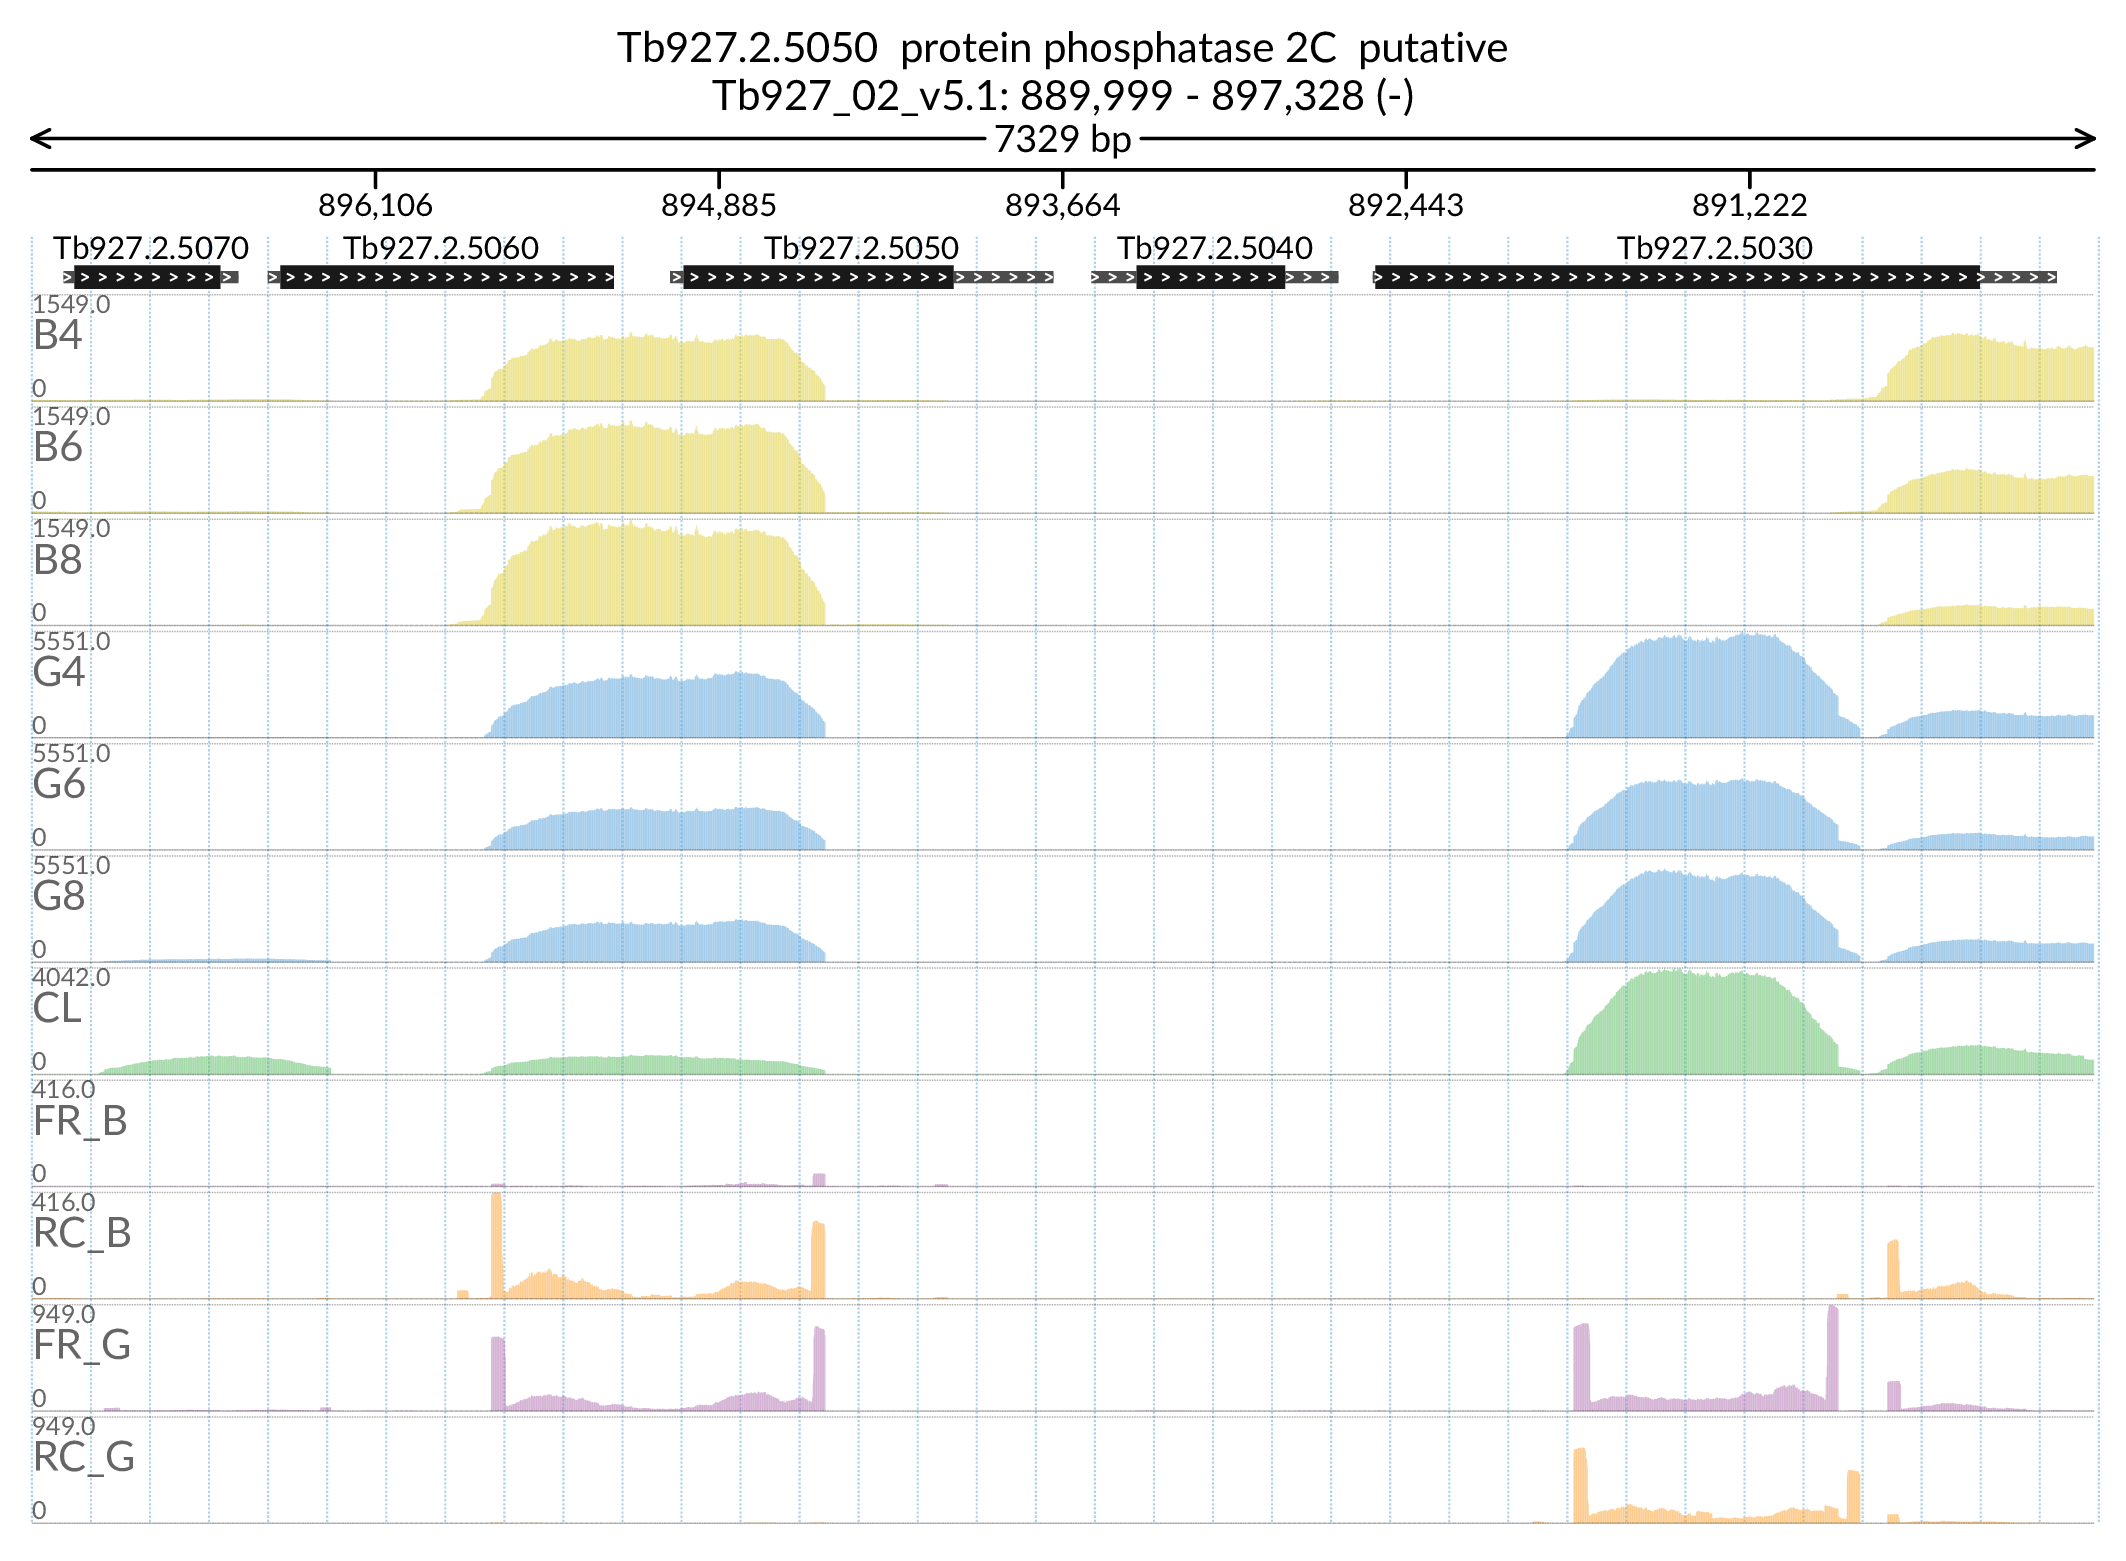 Tb927.2.5050 protein phosphatase 2C putative
Tb927_02_v5.1: 889,999 - 897,328 (-)
7329 bp
896,106 894,885 893,664 892,443 891,222
Tb927.2.5070 Tb927.2.5060 Tb927.2.5050 Tb927.2.5040 Tb927.2.5030
1549.0
B4
0
1549.0
B6
0
1549.0
B8
0
5551.0
G4
0
5551.0
G6
0
5551.0
G8
0
4042.0
CL
0
416.0
FR_B
0
416.0
RC_B
0
949.0
FR_G
0
949.0
RC_G
0